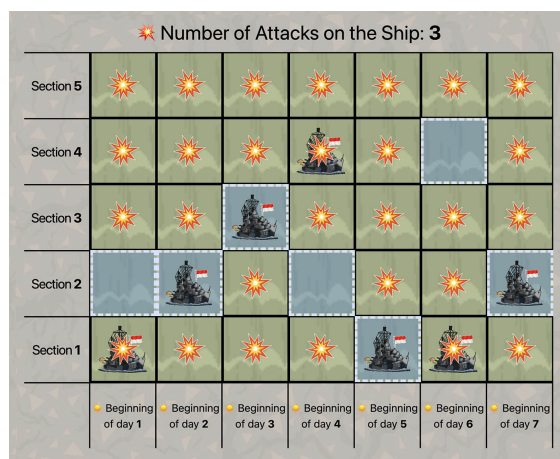 Number of Attacks on the Ship: 3
Section 5
Section 4
Section 3
Section 2
Section 1
Beginning of day 1
Beginning of day 2
Beginning of day 3
Beginning of day 4
Beginning of day 5
Beginning of day 6
Beginning of day 7